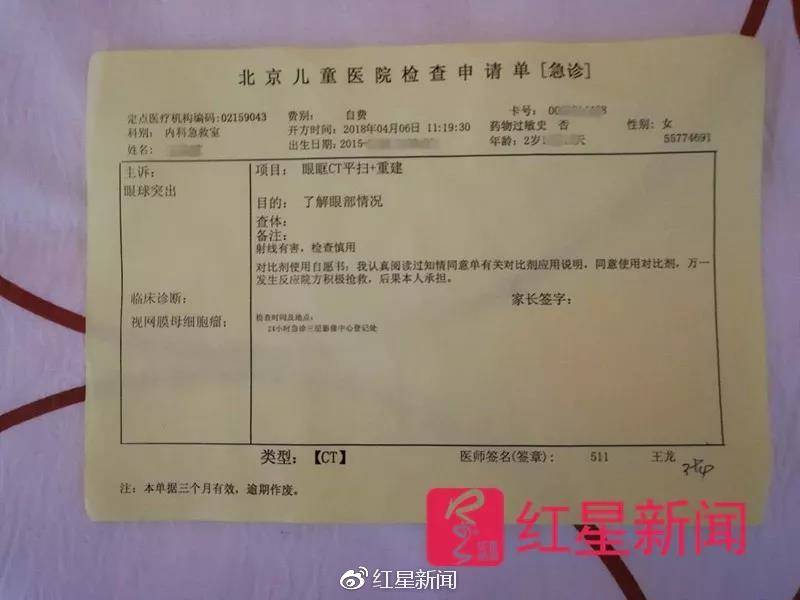 北京儿童医院检查申请单[急诊]
定点医疗机构编码:02159043 费别: 自费 卡号: 00
科别: 内科急救室 开方时间: 2018年04月06日 11:19:30 药物过敏史 否 性别: 女
姓名: 出生日期: 2015- 年龄: 2岁 天 55774691
主诉: 项目: 眼眶CT平扫+重建
眼球突出
目的: 了解眼部情况
查体:
备注:
射线有害, 检查慎用
对比剂使用自愿书: 我认真阅读过知情同意单有关对比剂应用说明, 同意使用对比剂, 万一
发生反应院方积极抢救, 后果本人承担。
临床诊断: 家长签字:
视网膜母细胞瘤: 检查时间及地点:
24小时急诊三层影像中心登记处
类型: 【CT】 医师签名(签章): 511 王龙
注: 本单据三个月有效, 逾期作废。
红星新闻
红星新闻